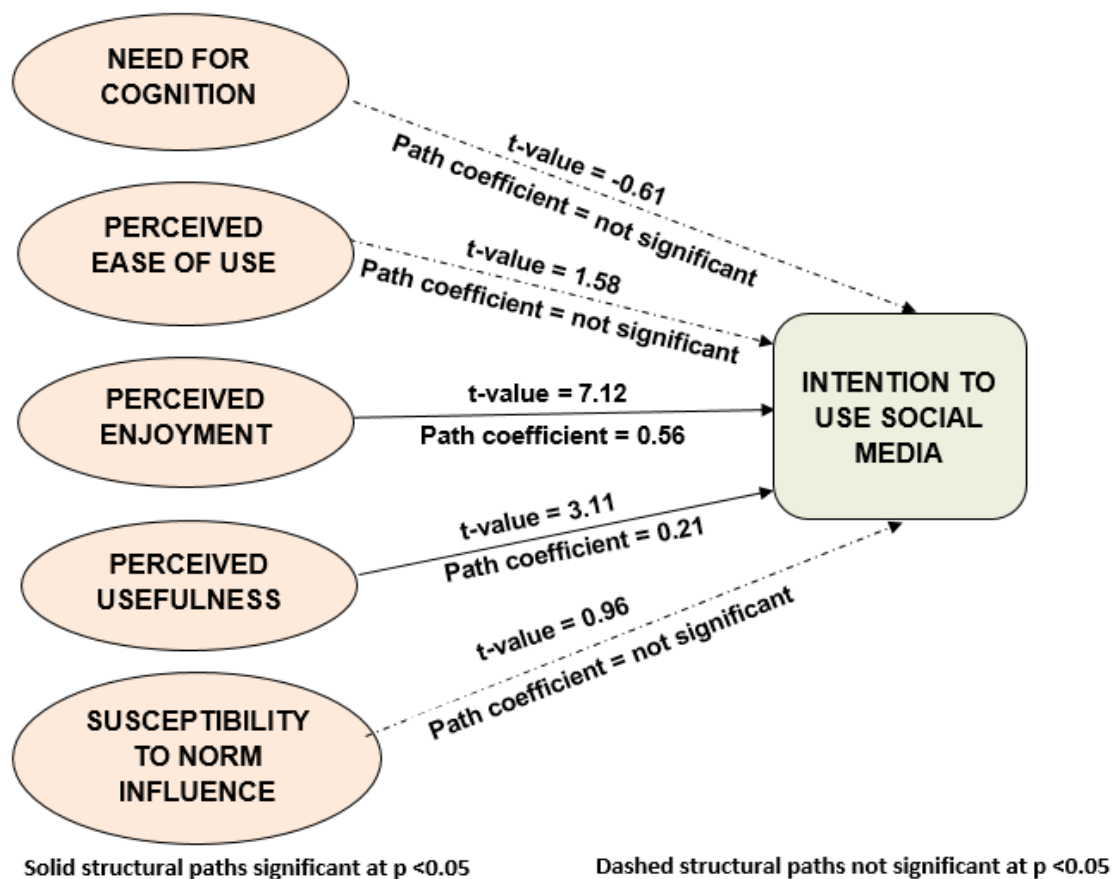 NEED FOR
COGNITION
t-value = -0.61
Path coefficient = not significant
PERCEIVED
EASE OF USE
t-value = 1.58
Path coefficient = not significant
PERCEIVED
ENJOYMENT
t-value = 7.12
Path coefficient = 0.56
INTENTION TO
USE SOCIAL
MEDIA
PERCEIVED
USEFULNESS
t-value = 3.11
Path coefficient = 0.21
SUSCEPTIBILITY
TO NORM
INFLUENCE
t-value = 0.96
Path coefficient = not significant
Solid structural paths significant at p <0.05
Dashed structural paths not significant at p <0.05